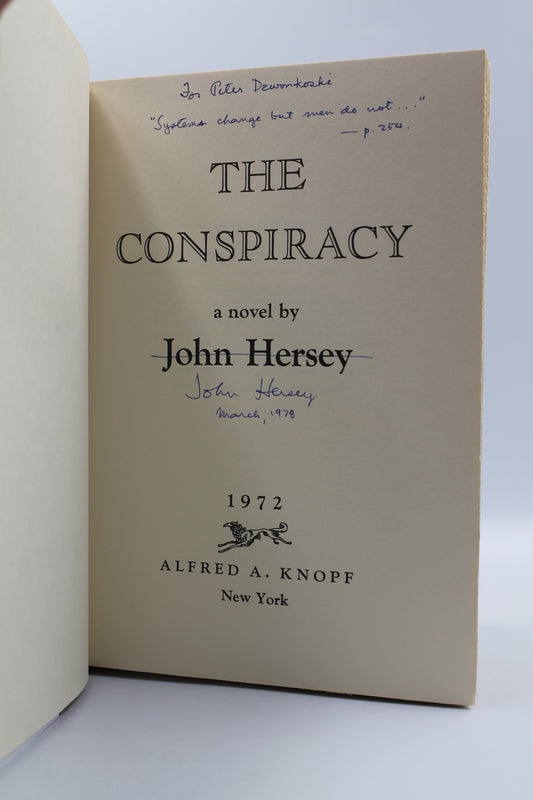 For Peter Dzwonkoski
"Systems change but men do not..."
— p. 254.
THE
CONSPIRACY
a novel by
John Hersey
John Hersey
March, 1978
1972
ALFRED A. KNOPF
New York